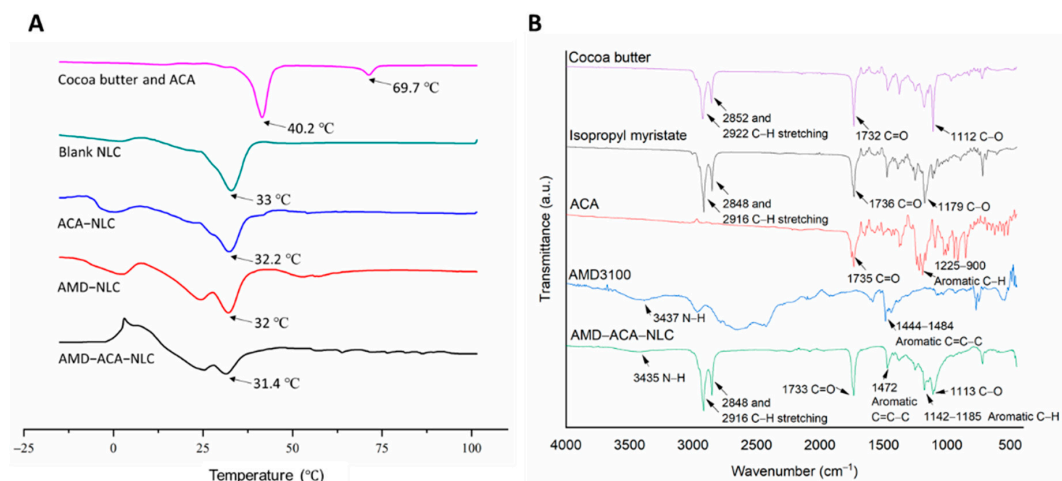 A
Cocoa butter and ACA
69.7 °C
40.2 °C
Blank NLC
33 °C
ACA–NLC
32.2 °C
AMD–NLC
32 °C
AMD–ACA–NLC
31.4 °C
−25 0 25 50 75 100
Temperature (°C)
B
Cocoa butter
2852 and
2922 C–H stretching
1732 C=O
1112 C–O
Isopropyl myristate
2848 and
2916 C–H stretching
1736 C=O
1179 C–O
ACA
1735 C=O
1225–900
Aromatic C–H
AMD3100
3437 N–H
1444–1484
Aromatic C=C–C
AMD–ACA–NLC
3435 N–H
2848 and
2916 C–H stretching
1733 C=O
1472
Aromatic
C=C–C
1113 C–O
1142–1185 Aromatic C–H
4000 3500 3000 2500 2000 1500 1000 500
Wavenumber (cm⁻¹)
Transmittance (a.u.)